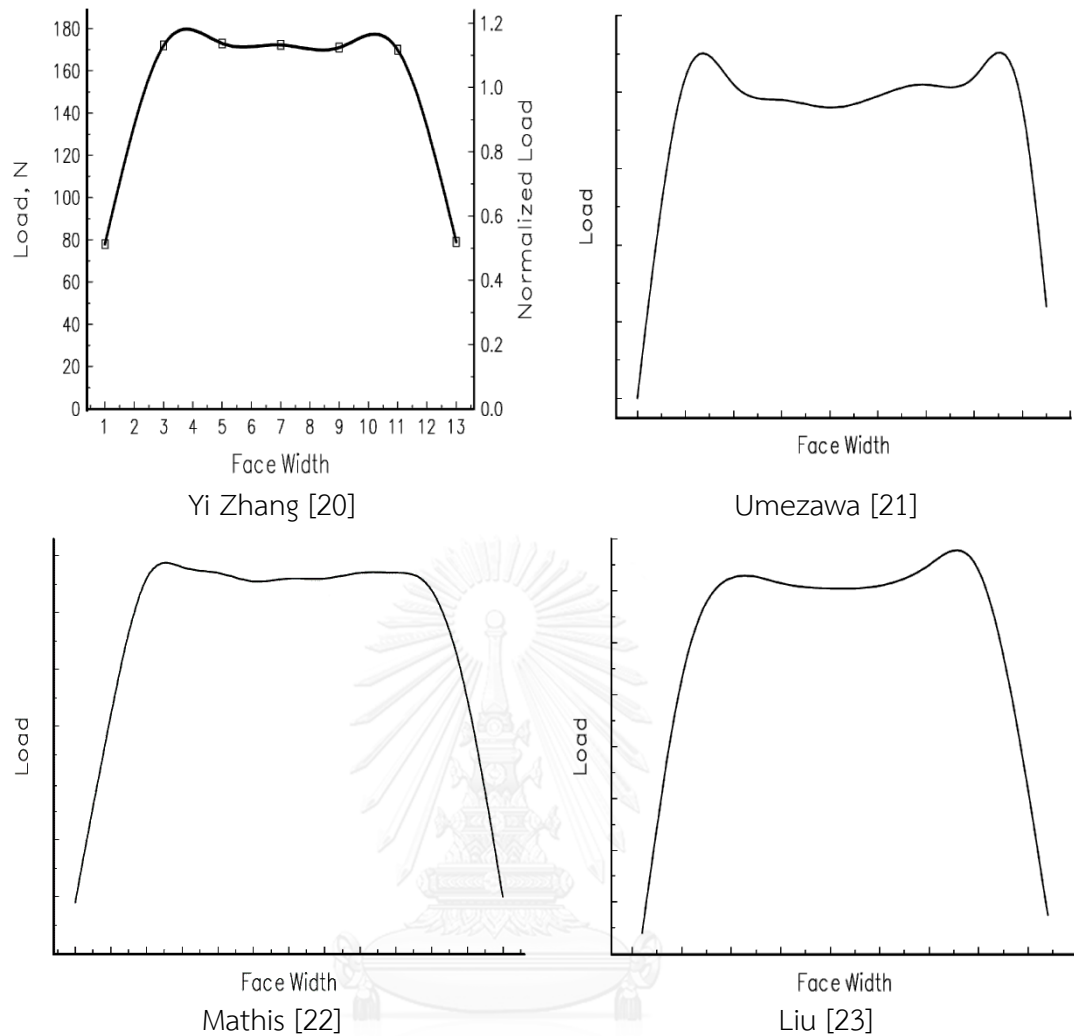 180
160
140
120
100
80
60
40
20
0
Load, N
1.2
1.0
0.8
0.6
0.4
0.2
0.0
Normalized Load
1 2 3 4 5 6 7 8 9 10 11 12 13
Face Width
Yi Zhang [20]
Load
Face Width
Umezawa [21]
Load
Face Width
Mathis [22]
Load
Face Width
Liu [23]